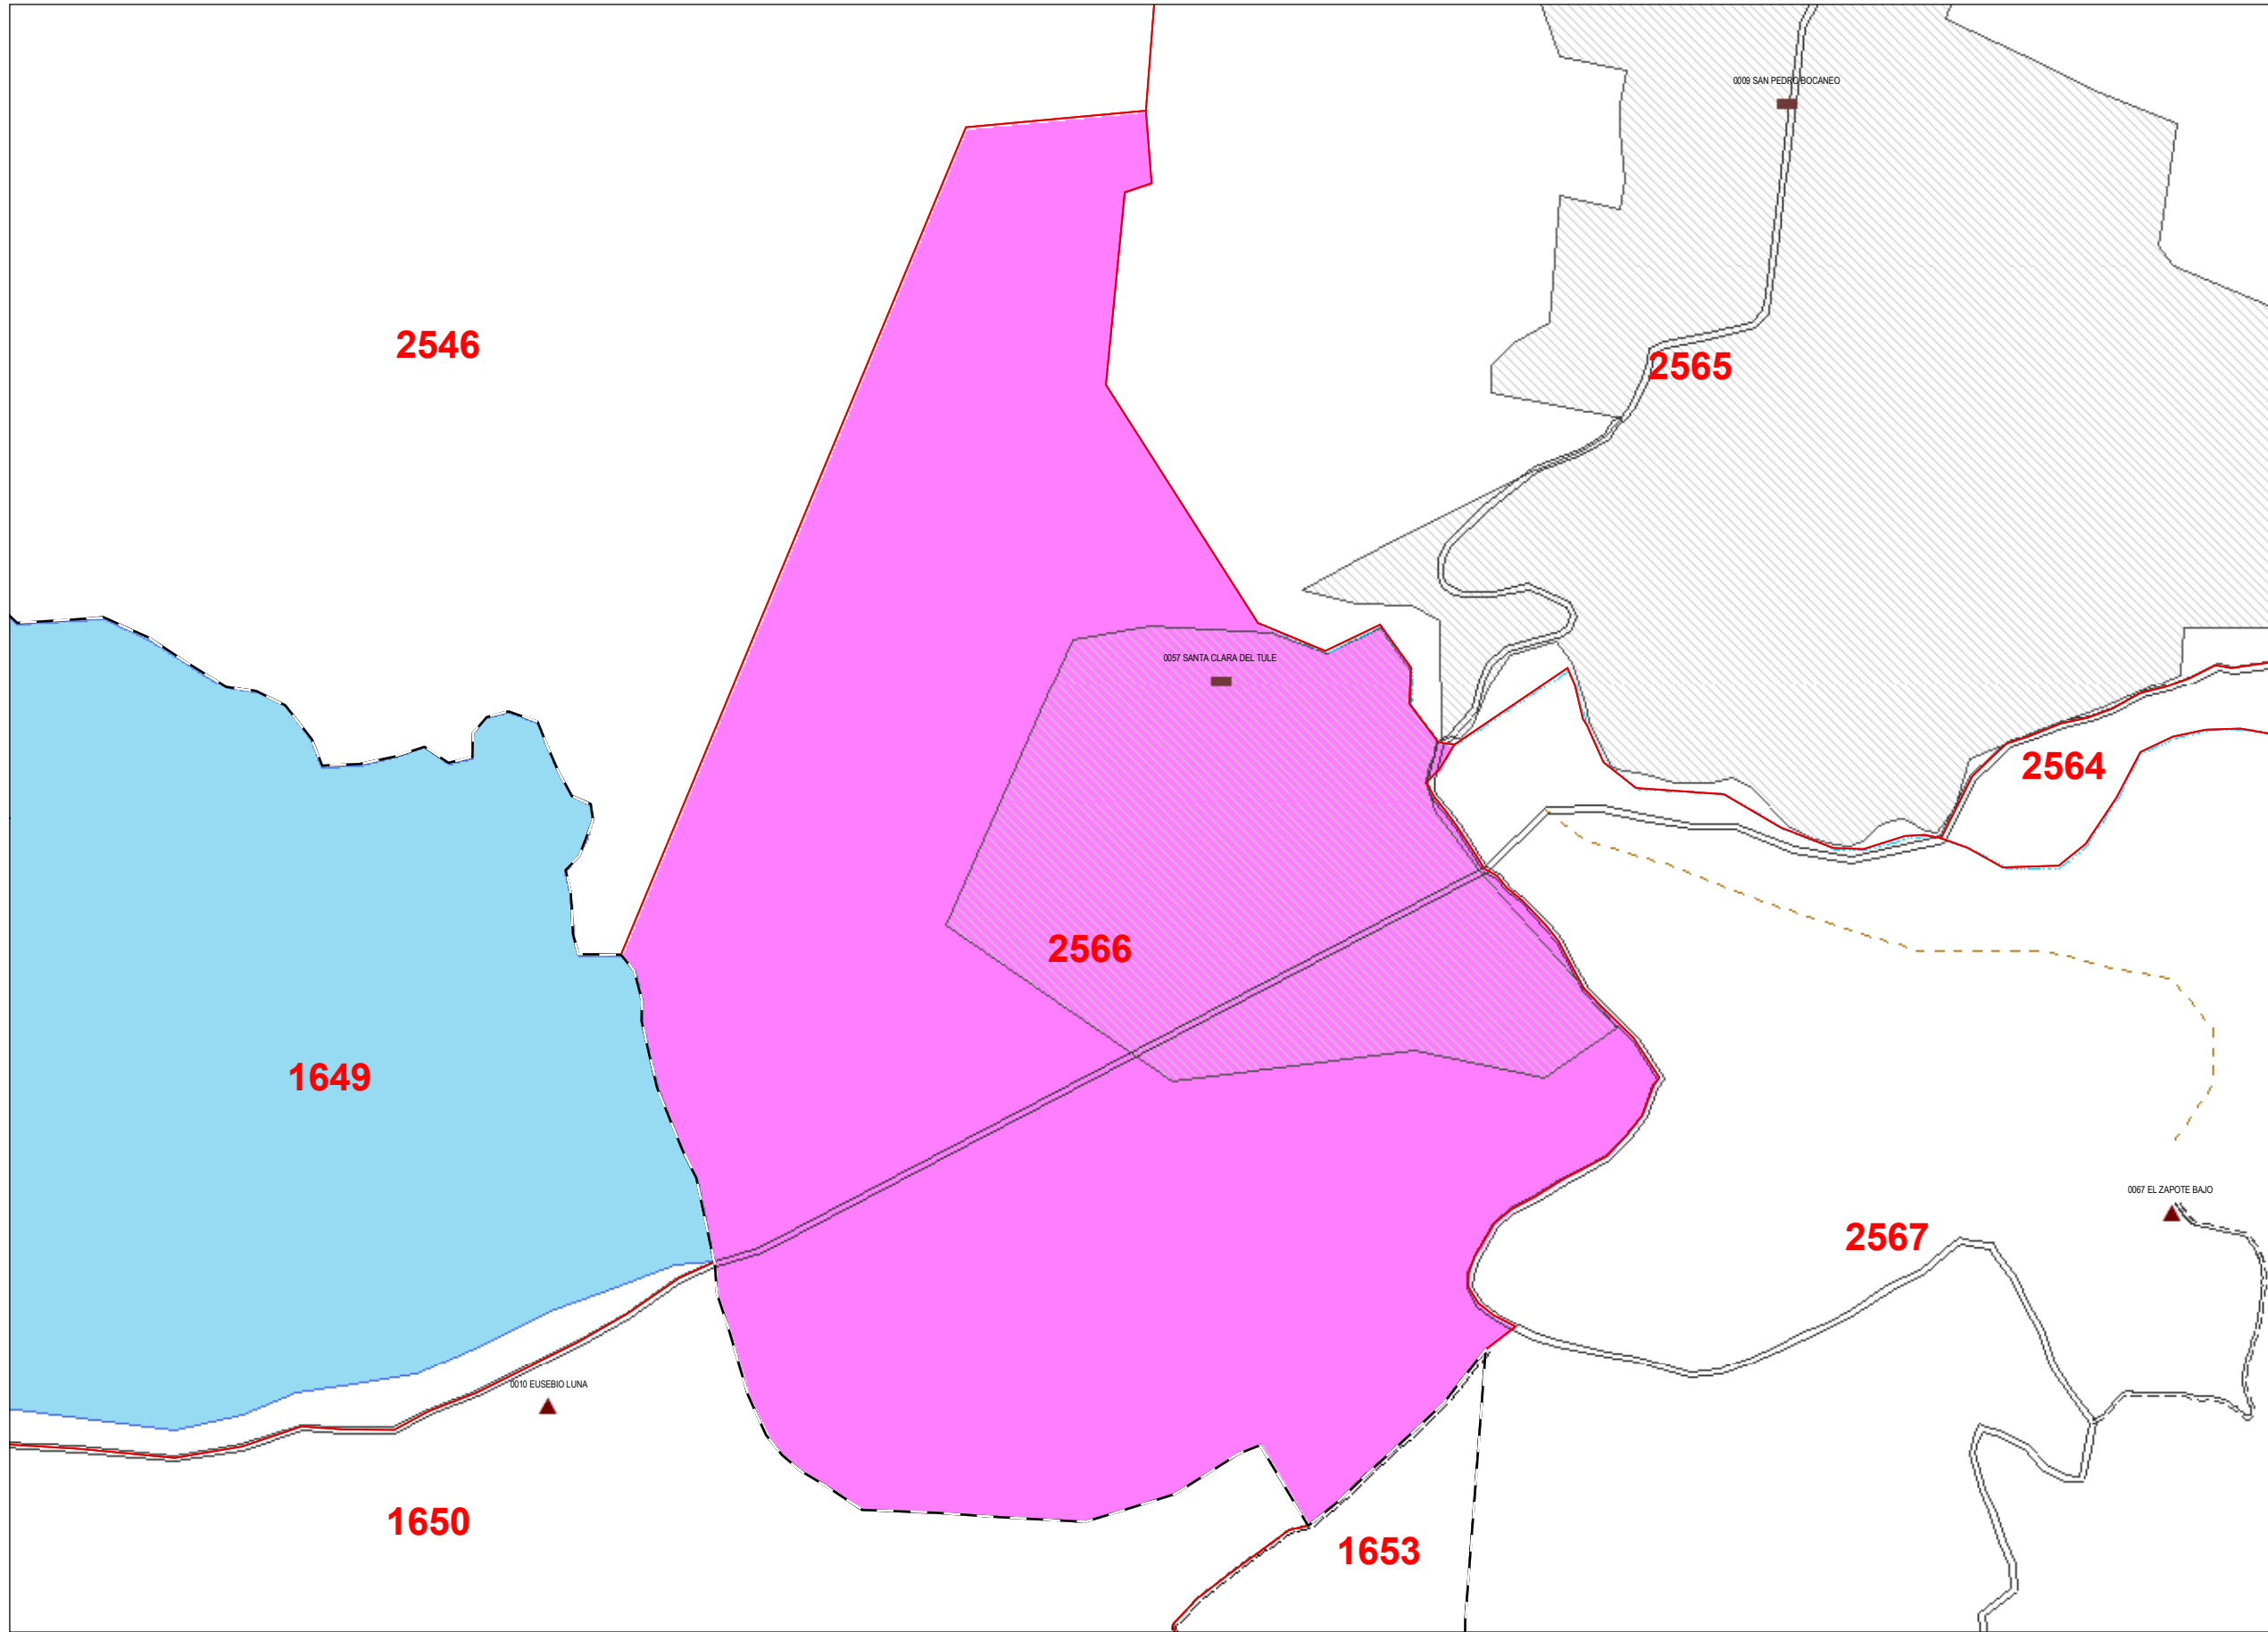 0009 SAN PEDRO BOCANEO
2546
2565
0057 SANTA CLARA DEL TULE
2564
2566
1649
0067 EL ZAPOTE BAJO
2567
0010 EUSEBIO LUNA
1650
1653